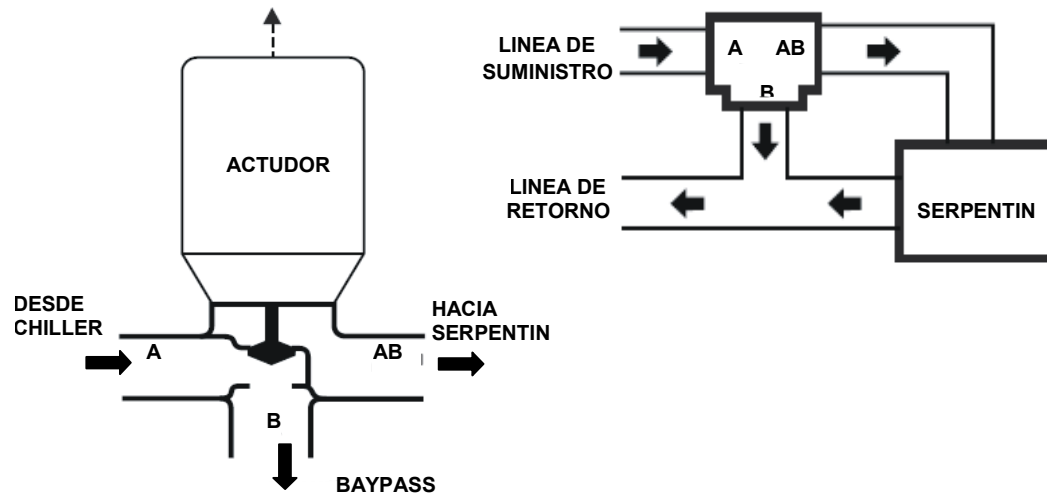 ACTUDOR
DESDE
CHILLER
A
HACIA
SERPENTIN
AB
B
BAYPASS
LINEA DE
SUMINISTRO
A AB
B
LINEA DE
RETORNO
SERPENTIN